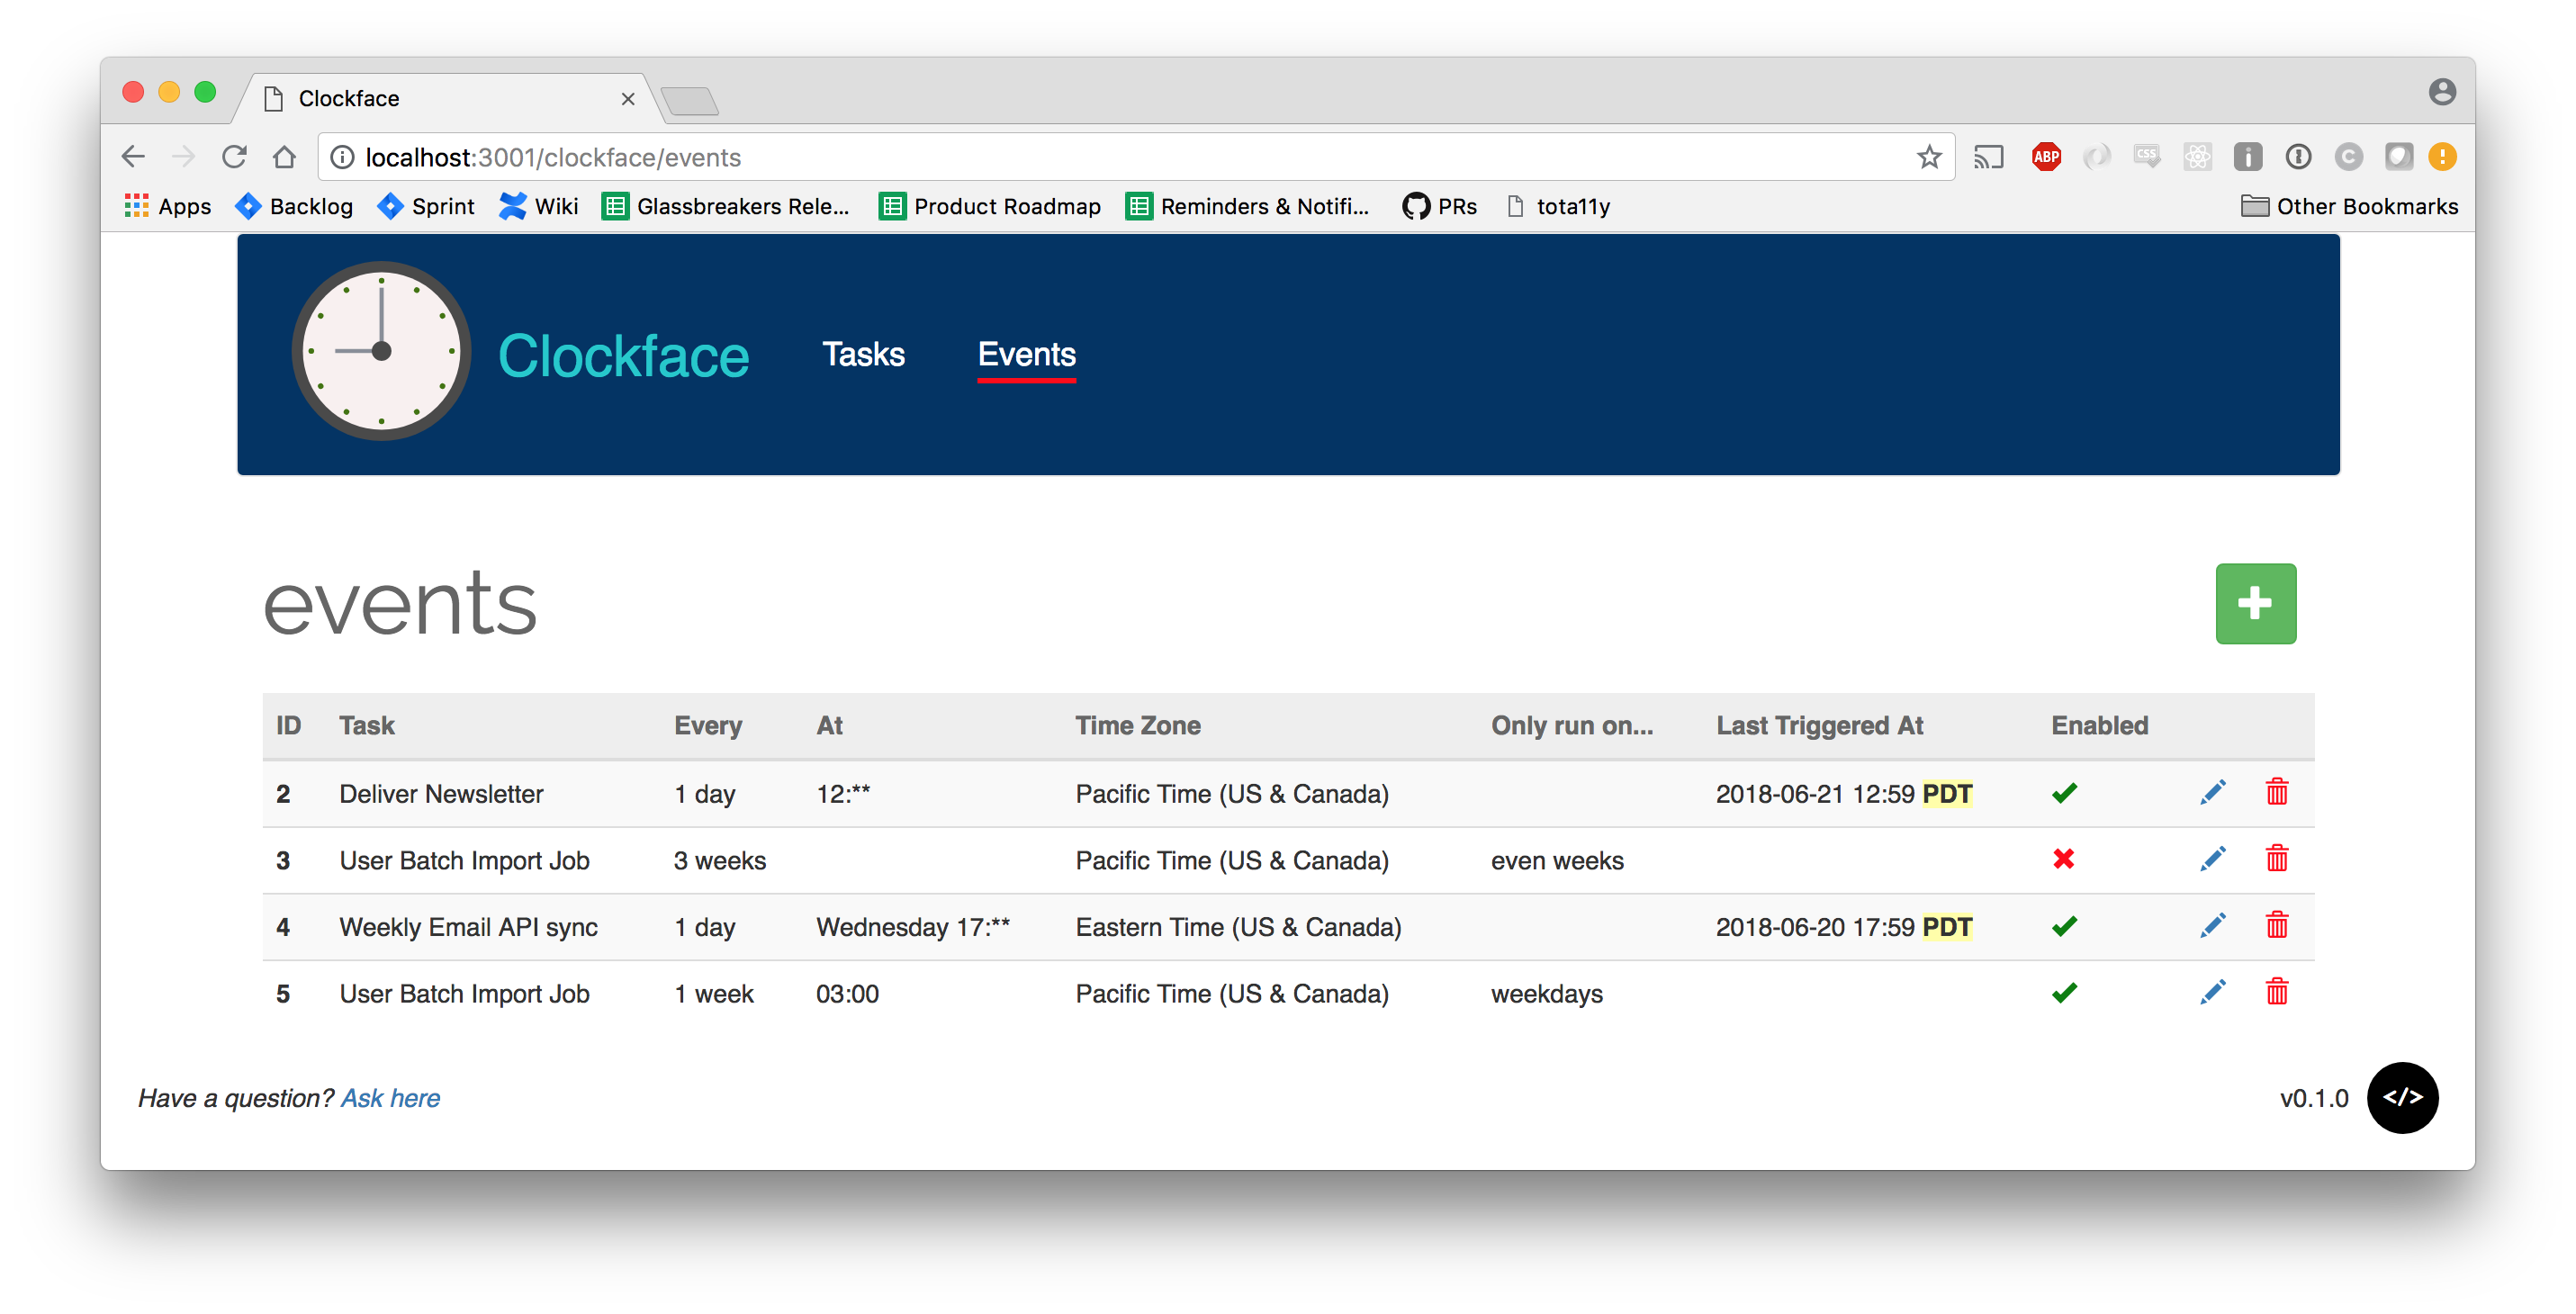 Clockface
localhost:3001/clockface/events
ABP CSS
Apps Backlog Sprint Wiki Glassbreakers Rele... Product Roadmap Reminders & Notifi... PRs tota11y Other Bookmarks
Clockface Tasks Events
events
ID Task Every At Time Zone Only run on... Last Triggered At Enabled
2 Deliver Newsletter 1 day 12:** Pacific Time (US & Canada) 2018-06-21 12:59 PDT
3 User Batch Import Job 3 weeks Pacific Time (US & Canada) even weeks
4 Weekly Email API sync 1 day Wednesday 17:** Eastern Time (US & Canada) 2018-06-20 17:59 PDT
5 User Batch Import Job 1 week 03:00 Pacific Time (US & Canada) weekdays
Have a question? Ask here v0.1.0 </>